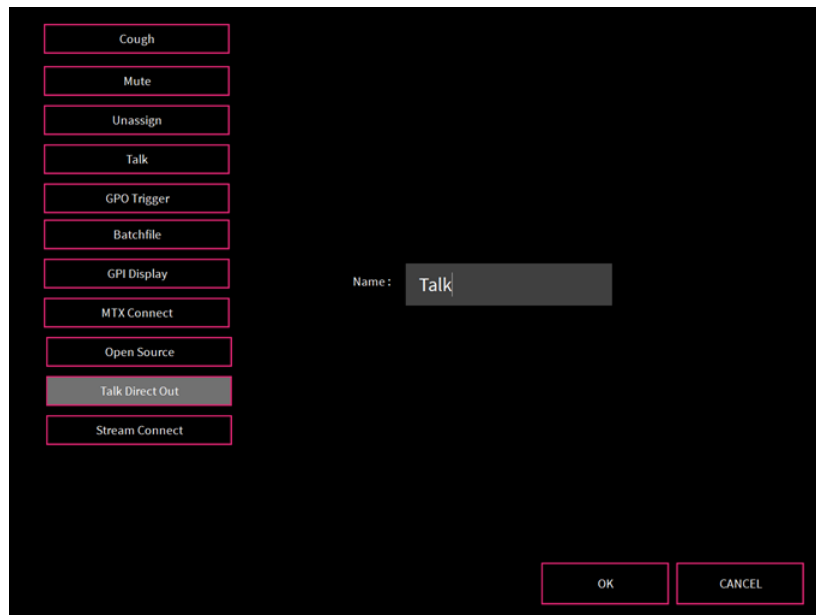 Cough
Mute
Unassign
Talk
GPO Trigger
Batchfile
GPI Display
MTX Connect
Open Source
Talk Direct Out
Stream Connect
Name: Talk
OK
CANCEL